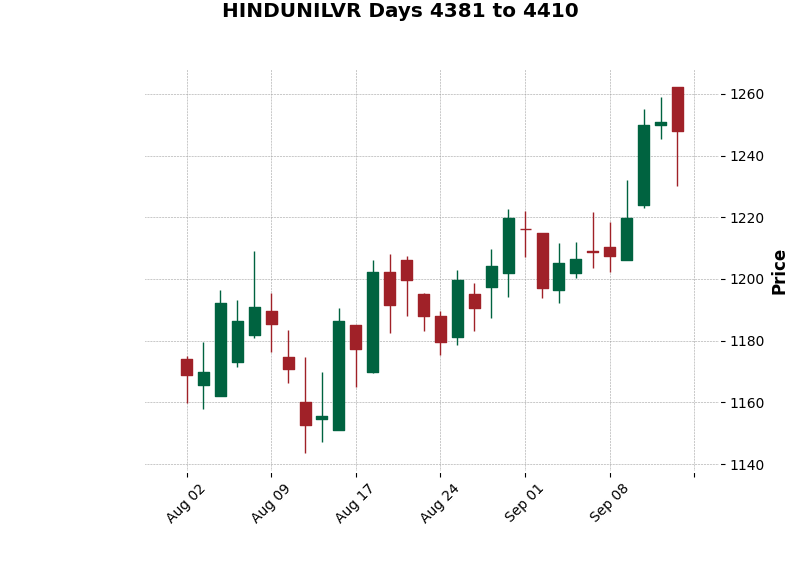 HINDUNILVR Days 4381 to 4410
1260
1240
1220
1200
1180
1160
1140
Price
Aug 02
Aug 09
Aug 17
Aug 24
Sep 01
Sep 08